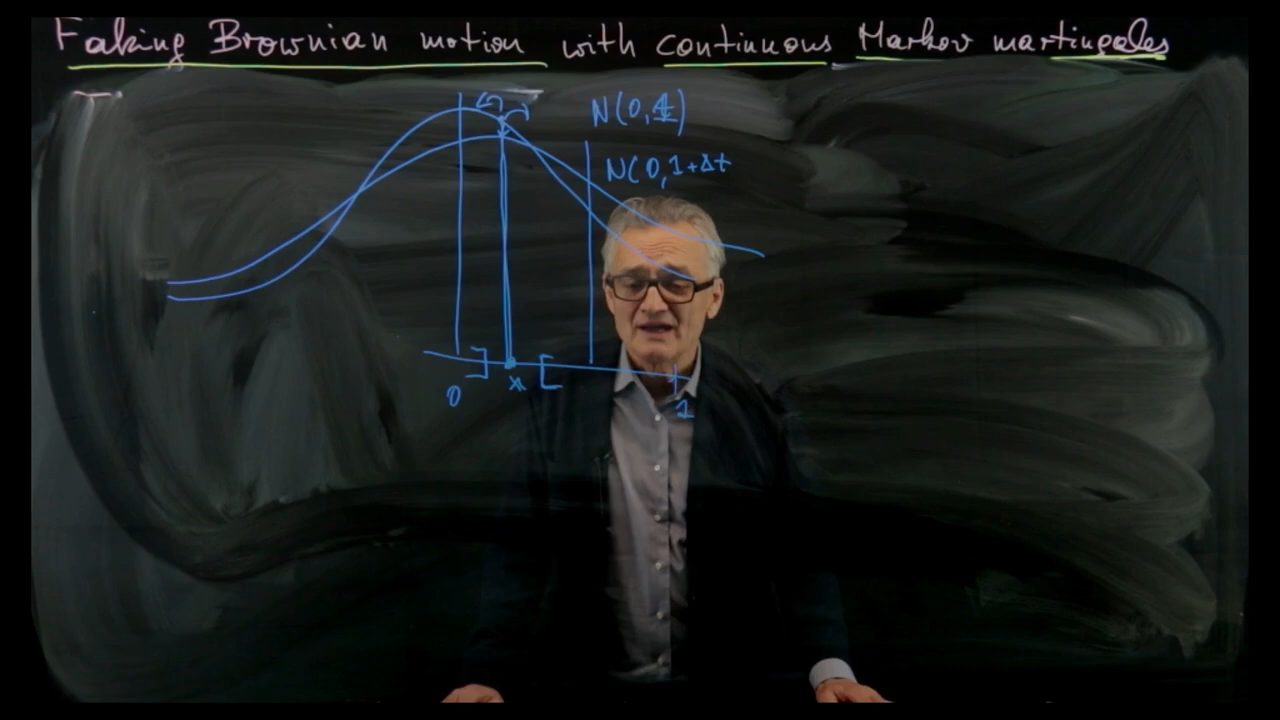 Faking Brownian motion with continuous Markov martingales
N(0,1)
N(0,1+Δt
] x [
0 1